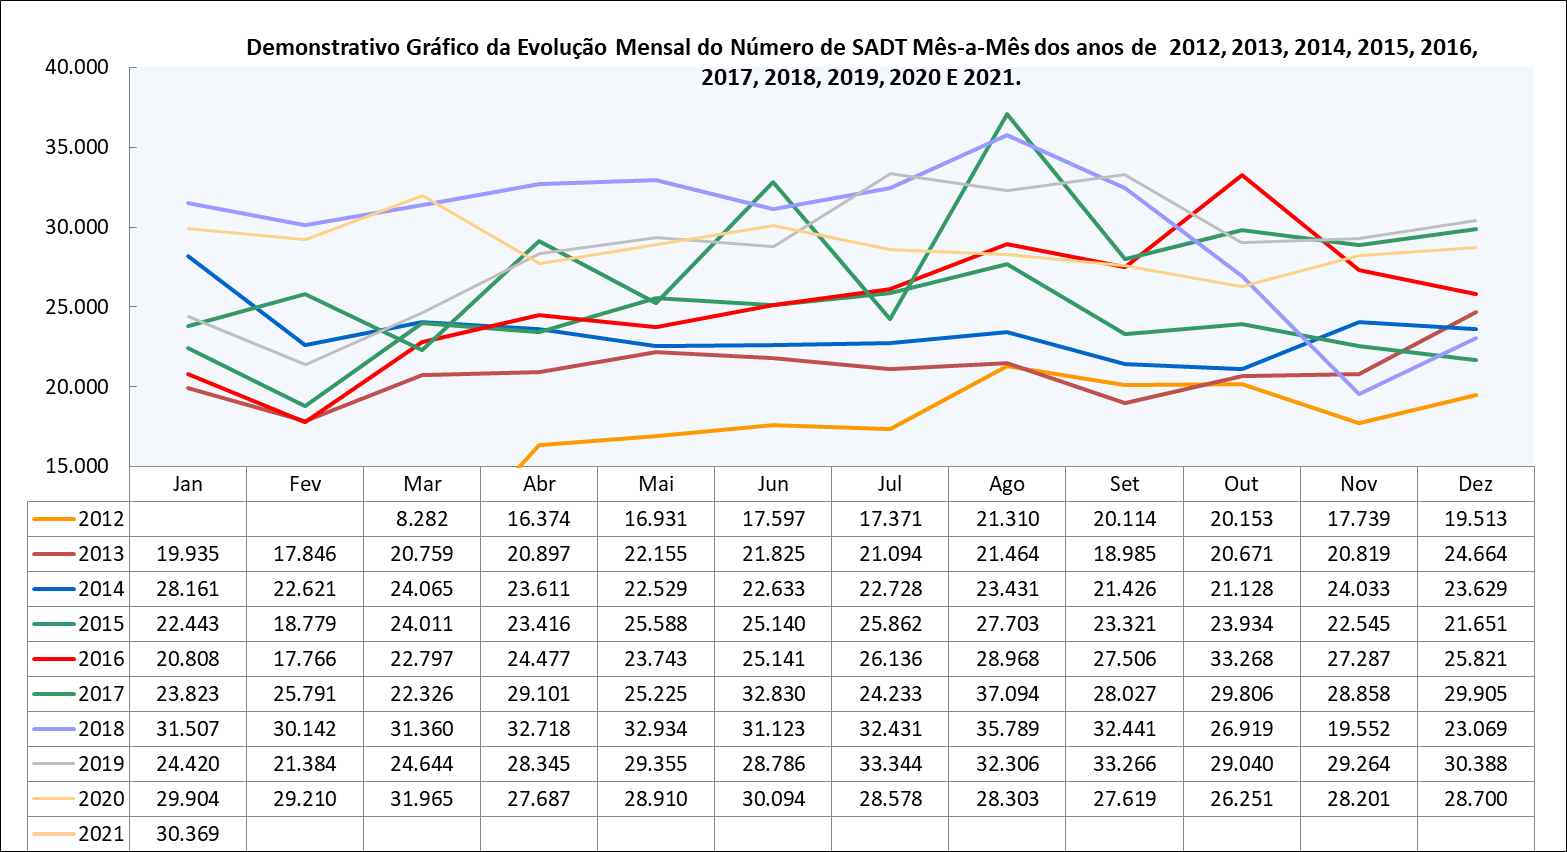 Demonstrativo Gráfico da Evolução Mensal do Número de SADT Mês-a-Mês dos anos de 2012, 2013, 2014, 2015, 2016,
2017, 2018, 2019, 2020 E 2021.
40.000
35.000
30.000
25.000
20.000
15.000
Jan Fev Mar Abr Mai Jun Jul Ago Set Out Nov Dez
2012 8.282 16.374 16.931 17.597 17.371 21.310 20.114 20.153 17.739 19.513
2013 19.935 17.846 20.759 20.897 22.155 21.825 21.094 21.464 18.985 20.671 20.819 24.664
2014 28.161 22.621 24.065 23.611 22.529 22.633 22.728 23.431 21.426 21.128 24.033 23.629
2015 22.443 18.779 24.011 23.416 25.588 25.140 25.862 27.703 23.321 23.934 22.545 21.651
2016 20.808 17.766 22.797 24.477 23.743 25.141 26.136 28.968 27.506 33.268 27.287 25.821
2017 23.823 25.791 22.326 29.101 25.225 32.830 24.233 37.094 28.027 29.806 28.858 29.905
2018 31.507 30.142 31.360 32.718 32.934 31.123 32.431 35.789 32.441 26.919 19.552 23.069
2019 24.420 21.384 24.644 28.345 29.355 28.786 33.344 32.306 33.266 29.040 29.264 30.388
2020 29.904 29.210 31.965 27.687 28.910 30.094 28.578 28.303 27.619 26.251 28.201 28.700
2021 30.369